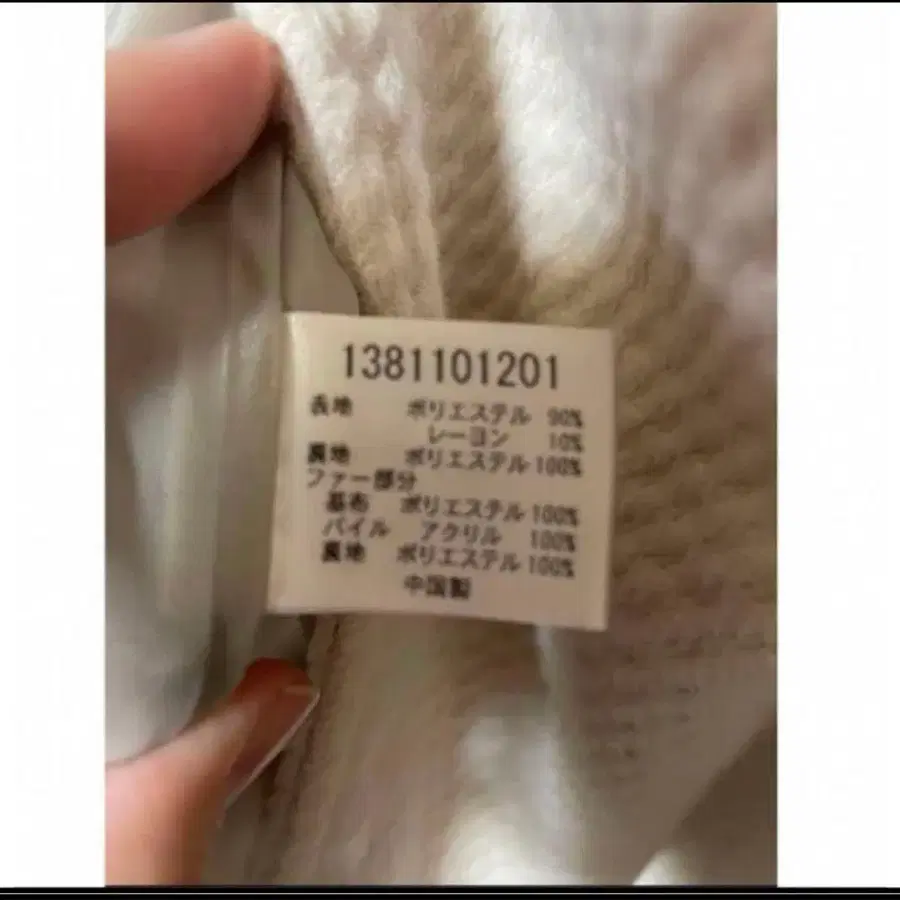 1381101201
表地 ポリエステル 90%
レーヨン 10%
裏地 ポリエステル 100%
ファー部分
基布 ポリエステル 100%
パイル アクリル 100%
裏地 ポリエステル 100%
中国製